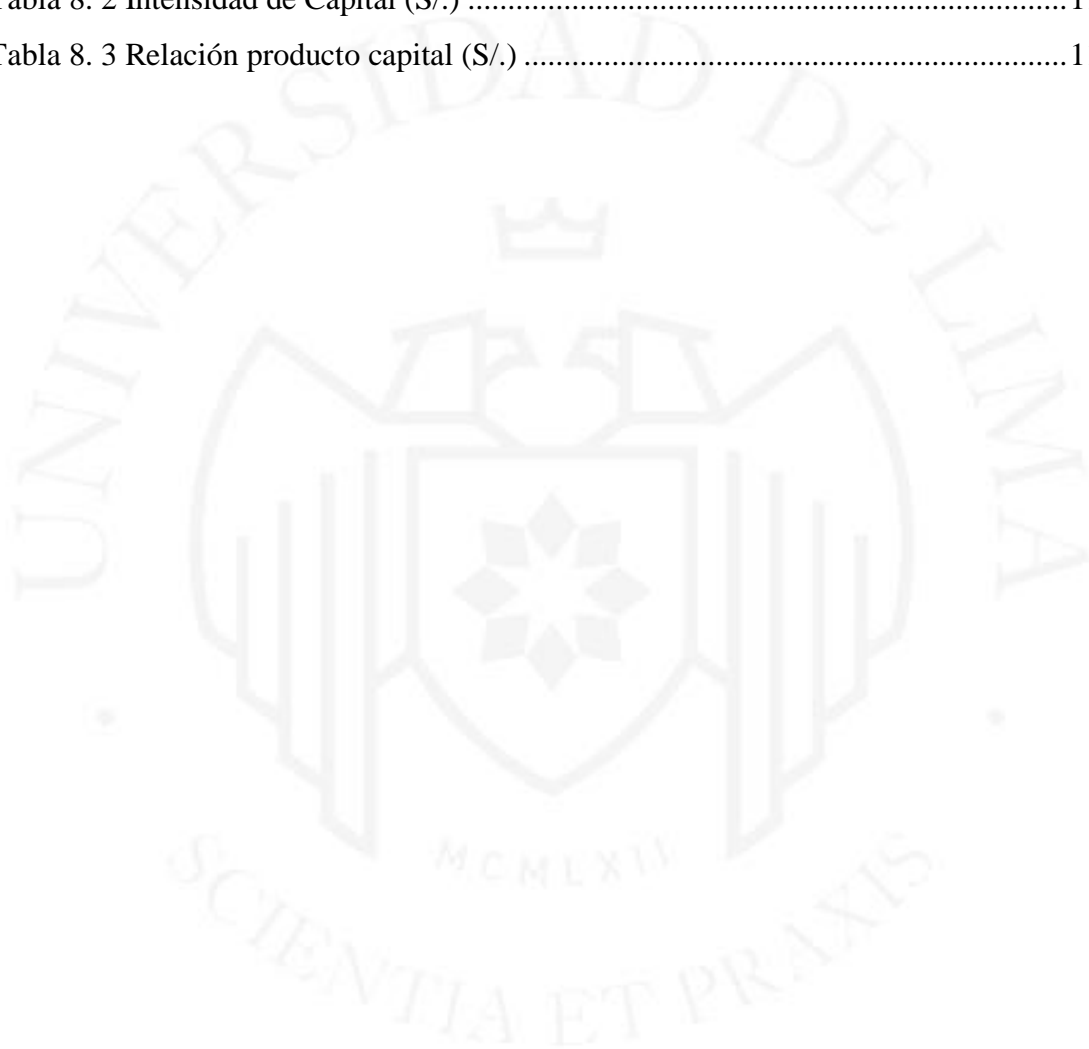 Tabla 8. 2 Intensidad de Capital (S/.) ........................................................................... 1
Tabla 8. 3 Relación producto capital (S/.) .................................................................... 1
UNIVERSIDAD DE LIMA
MCMLXII
SCIENTIA ET PRAXIS